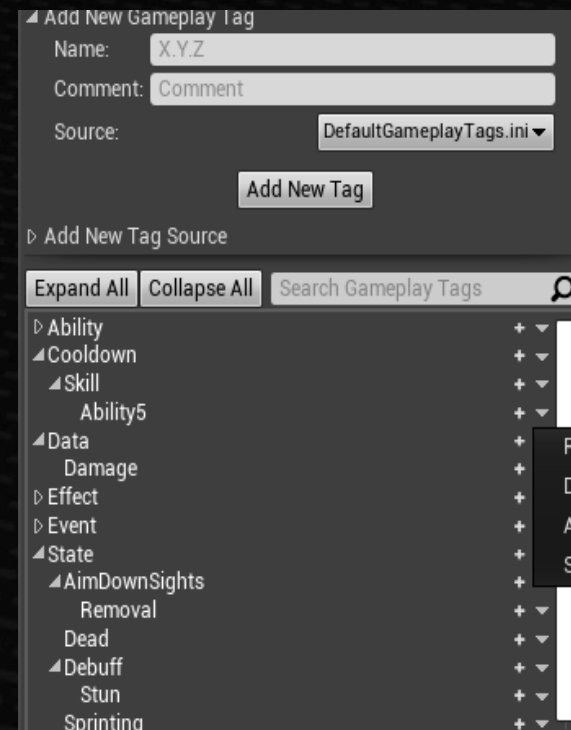 Add New Gameplay Tag
Name: X.Y.Z
Comment: Comment
Source: DefaultGameplayTags.ini
Add New Tag
Add New Tag Source
Expand All Collapse All Search Gameplay Tags
Ability
Cooldown
Skill
Ability5
Data
Damage
Effect
Event
State
AimDownSights
Removal
Dead
Debuff
Stun
Sprinting